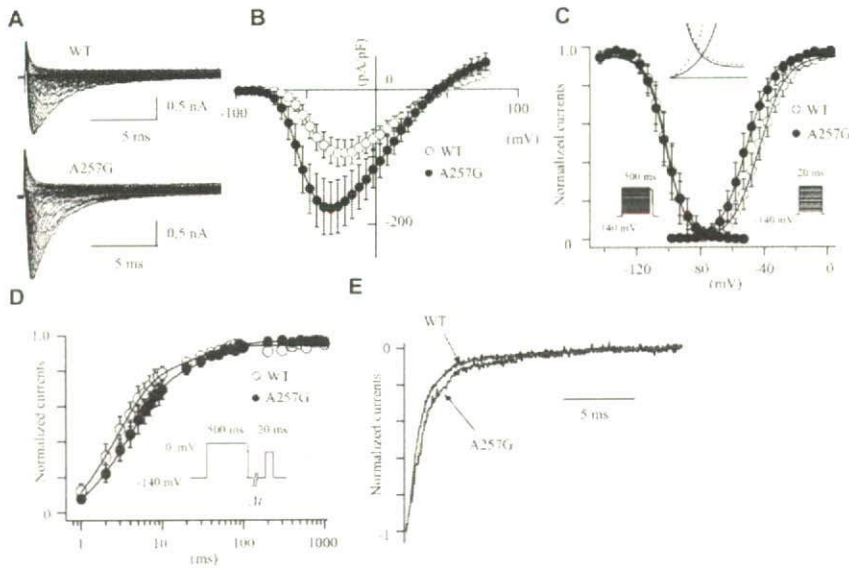 A
WT
0.5 nA
5 ms
A257G
0.5 nA
5 ms
B
(pA/pF)
0
-100
100
(mV)
WT
A257G
-200
C
1.0
Normalized currents
WT
A257G
500 ms
20 ms
-140 mV
0
-120
-80
-40
0
(mV)
D
1.0
Normalized currents
WT
A257G
500 ms
20 ms
0 mV
-140 mV
0
1
10
100
1000
(ms)
E
WT
0
Normalized currents
A257G
5 ms
-1